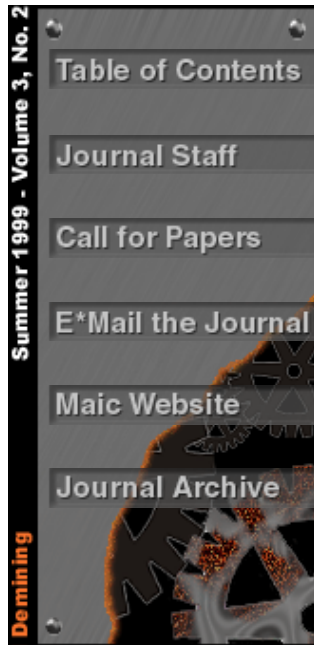 Summer 1999 - Volume 3, No. 2
Demining
Table of Contents
Journal Staff
Call for Papers
E*Mail the Journal
Maic Website
Journal Archive